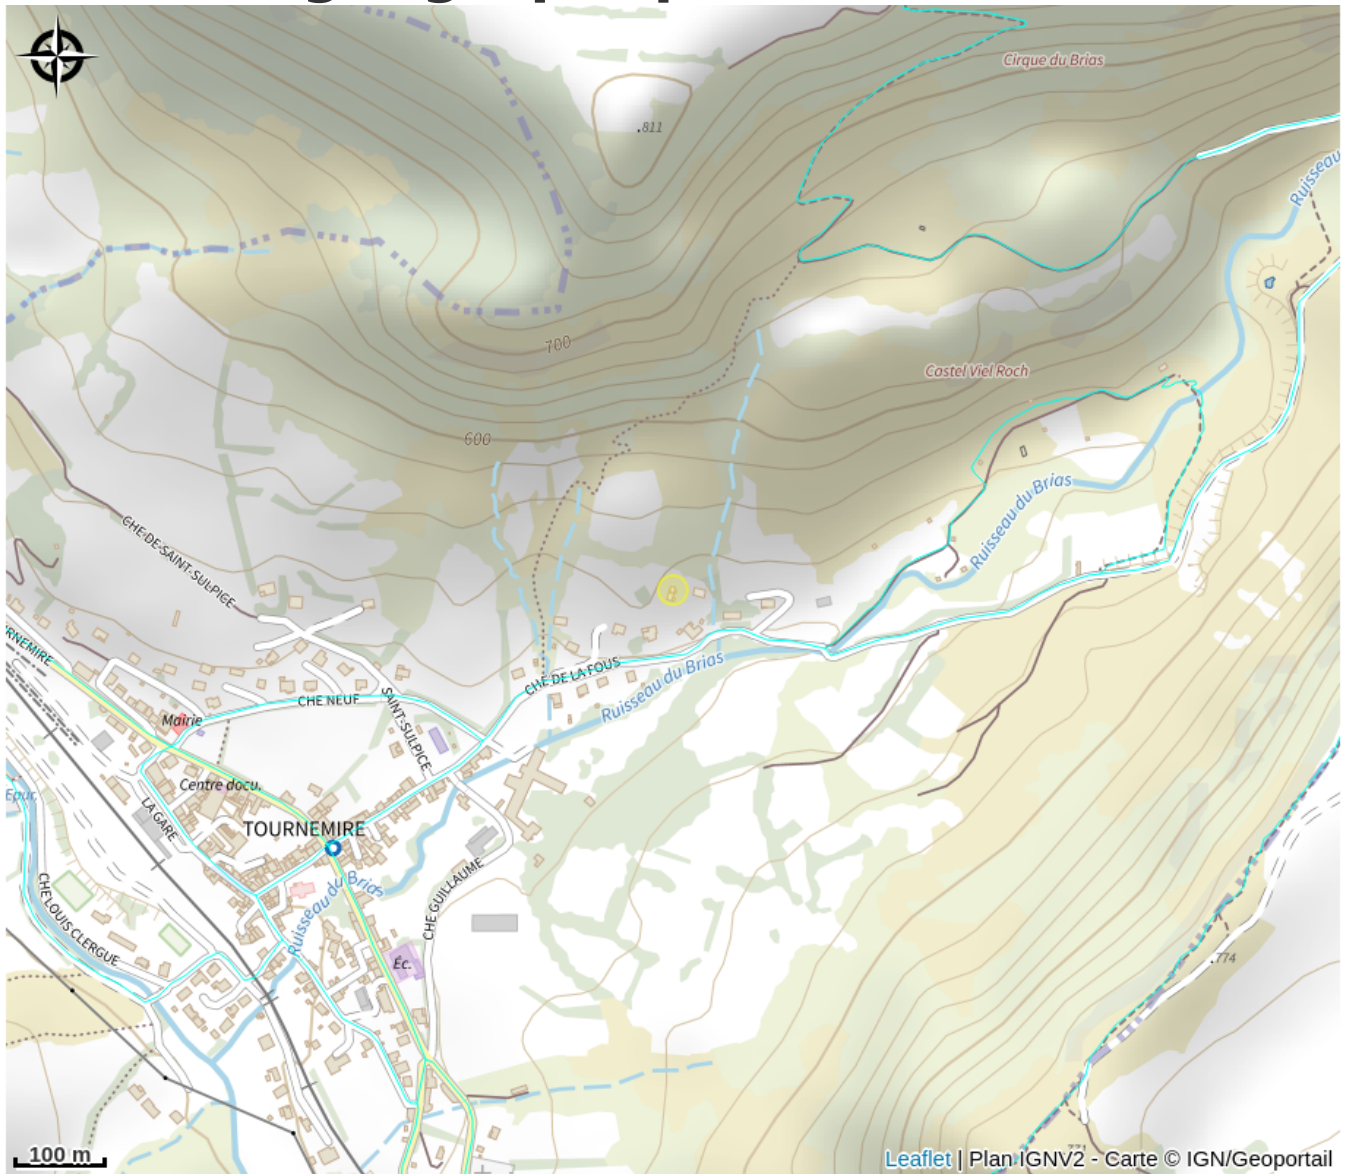 Cirque du Brias
.811
Ruisseau
700
Castel Viel Roch
600
Ruisseau du Brias
CHE-DE-SAINT-SULPICE
RNEMIRE
CHE DE LA FOUS
Ruisseau du Brias
CHE NEUF
SAINT-SULPICE
Mairie
Centre docu.
Epur.
LA GARE
TOURNEMIRE
CHE GUILLAUME
Ruisseau du Brias
CHE LOUIS CLERGUE
Éc.
.774
771
100 m
Leaflet | Plan IGNV2 - Carte © IGN/Geoportail